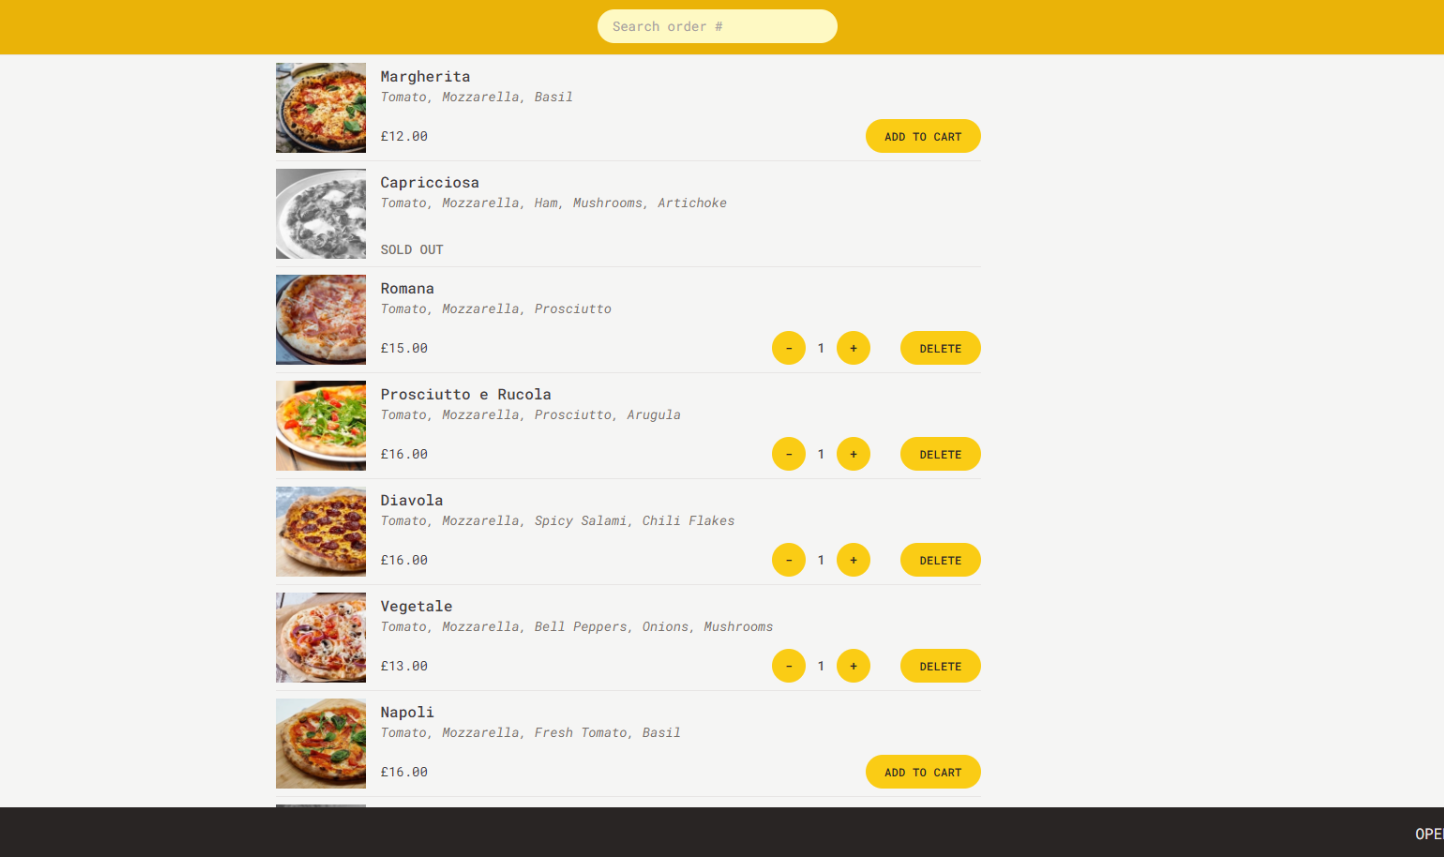 Search order #
Margherita
Tomato, Mozzarella, Basil
£12.00 ADD TO CART
Capricciosa
Tomato, Mozzarella, Ham, Mushrooms, Artichoke
SOLD OUT
Romana
Tomato, Mozzarella, Prosciutto
£15.00 - 1 + DELETE
Prosciutto e Rucola
Tomato, Mozzarella, Prosciutto, Arugula
£16.00 - 1 + DELETE
Diavola
Tomato, Mozzarella, Spicy Salami, Chili Flakes
£16.00 - 1 + DELETE
Vegetale
Tomato, Mozzarella, Bell Peppers, Onions, Mushrooms
£13.00 - 1 + DELETE
Napoli
Tomato, Mozzarella, Fresh Tomato, Basil
£16.00 ADD TO CART